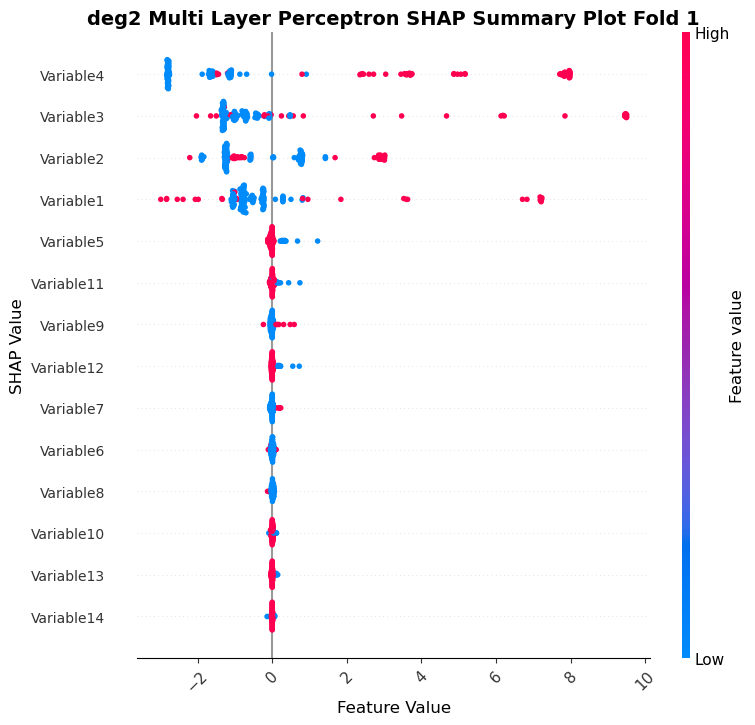 deg2 Multi Layer Perceptron SHAP Summary Plot Fold 1
High
Variable4
Variable3
Variable2
Variable1
Variable5
Variable11
Variable9
Variable12
Variable7
Variable6
Variable8
Variable10
Variable13
Variable14
SHAP Value
Feature value
Low
−2
0
2
4
6
8
10
Feature Value